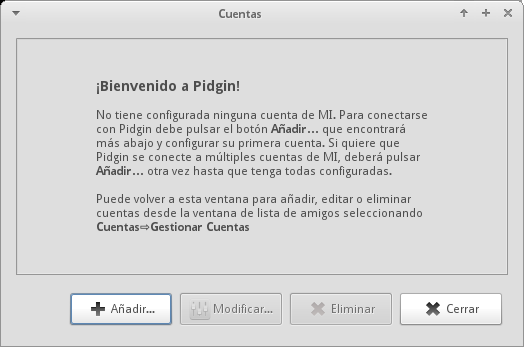 Cuentas
¡Bienvenido a Pidgin!
No tiene configurada ninguna cuenta de MI. Para conectarse
con Pidgin debe pulsar el botón Añadir... que encontrará
más abajo y configurar su primera cuenta. Si quiere que
Pidgin se conecte a múltiples cuentas de MI, deberá pulsar
Añadir... otra vez hasta que tenga todas configuradas.
Puede volver a esta ventana para añadir, editar o eliminar
cuentas desde la ventana de lista de amigos seleccionando
Cuentas⇨Gestionar Cuentas
Añadir... Modificar... Eliminar Cerrar